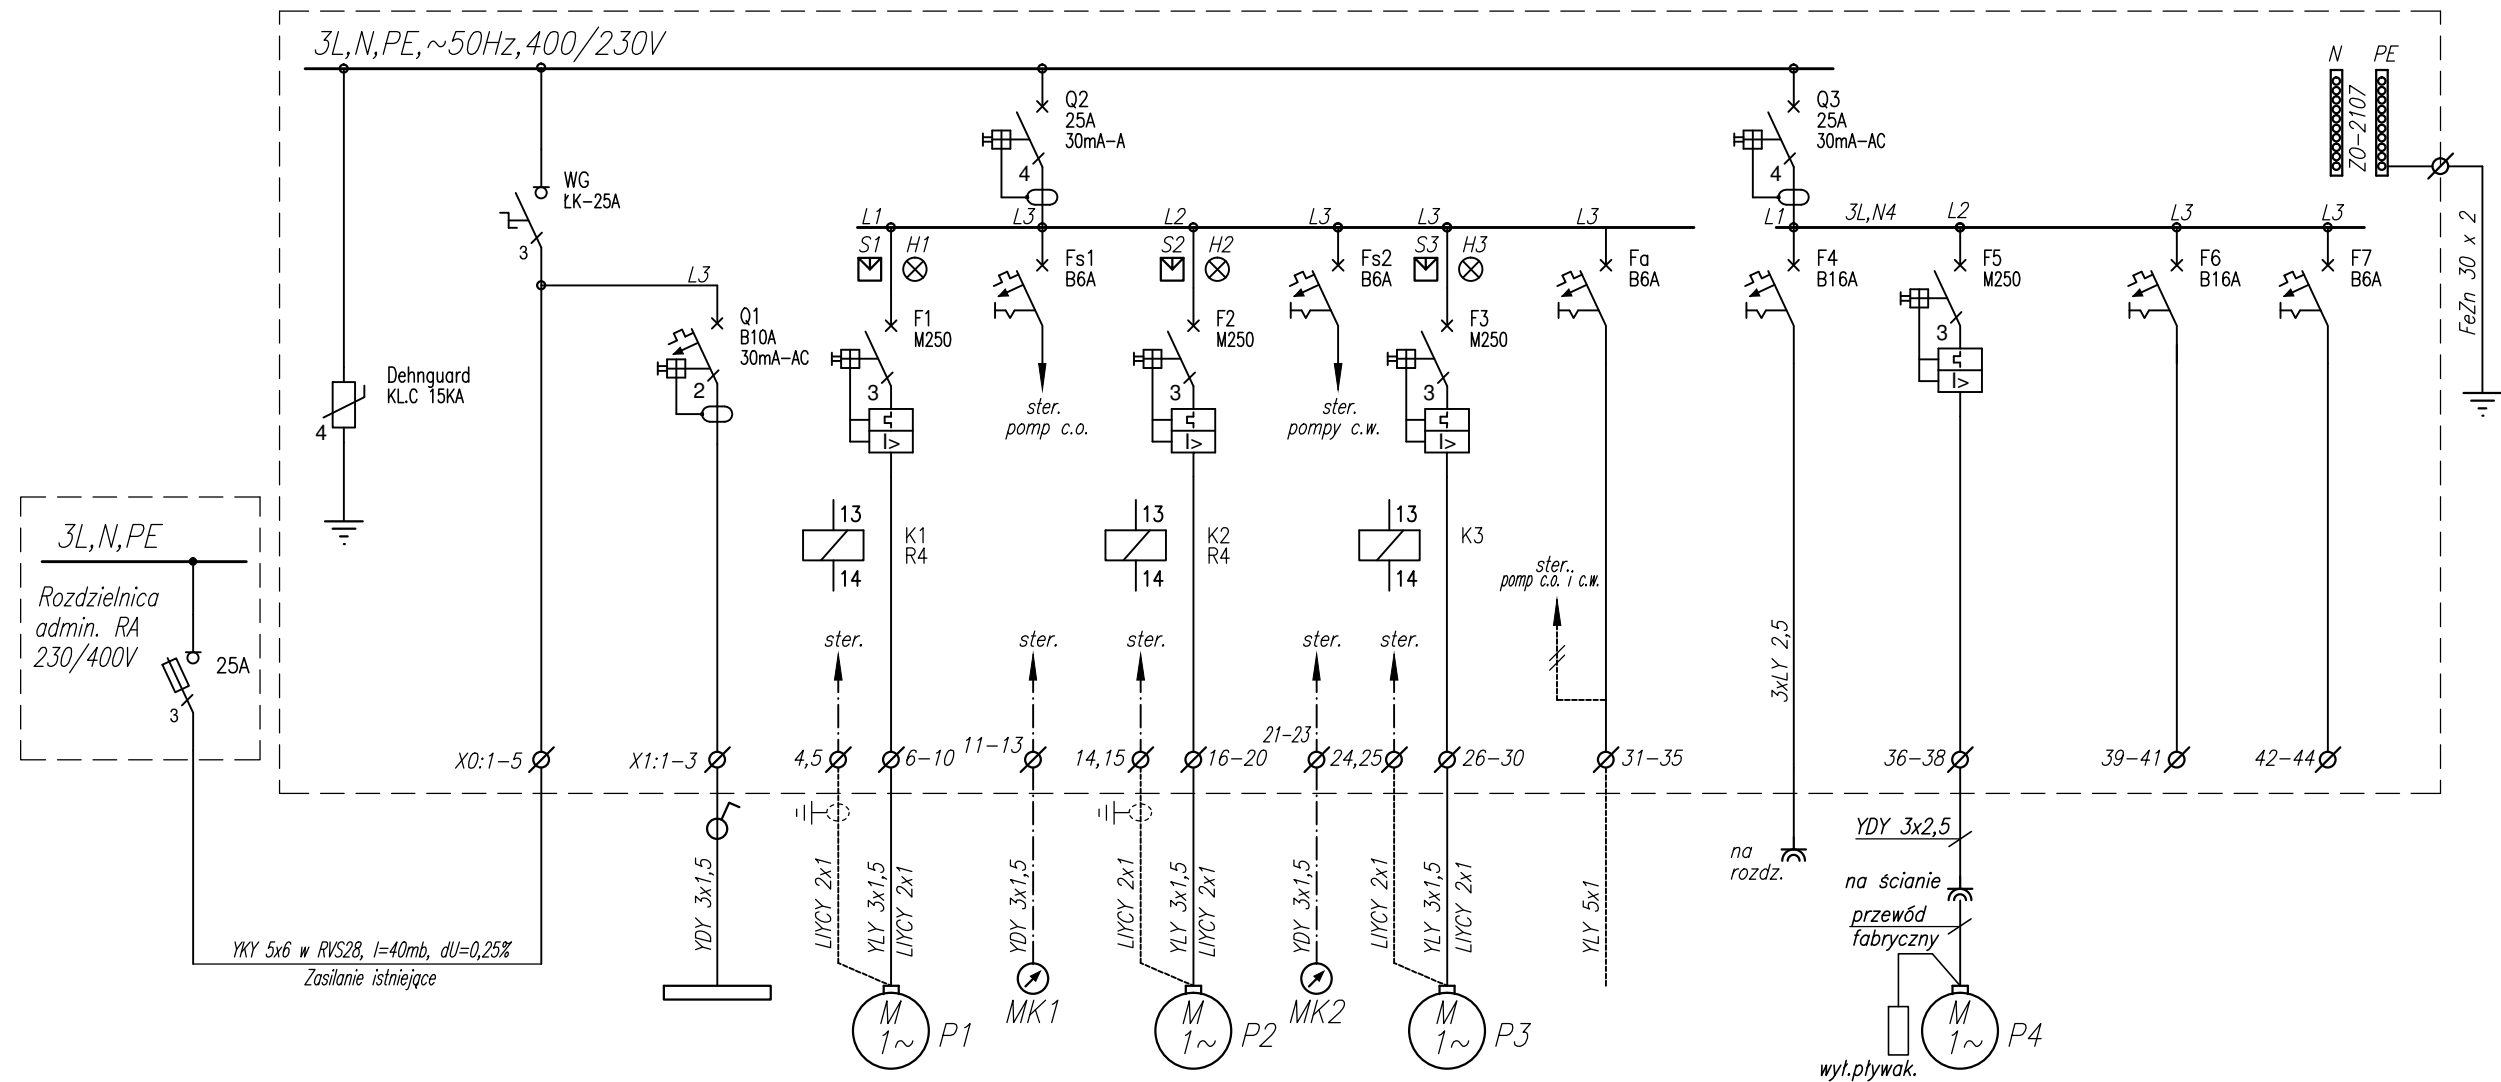 3L,N,PE,~50Hz,400/230V
N
PE
ZO-2107
FeZn 30 x 2
Q2
25A
30mA-A
4
Q3
25A
30mA-AC
4
WG
ŁK-25A
3
L1
L3
L2
L3
L3
L3
L1
3L,N4
L2
L3
L3
S1
H1
Fs1
B6A
S2
H2
Fs2
B6A
S3
H3
Fa
B6A
F4
B16A
F5
M250
3
I>
F6
B16A
F7
B6A
L3
Q1
B10A
30mA-AC
2
F1
M250
3
I>
F2
M250
3
I>
F3
M250
3
I>
Dehnguard
KL.C 15KA
4
ster.
pomp c.o.
ster.
pompy c.w.
13
14
K1
R4
13
14
K2
R4
13
14
K3
ster.
pomp c.o. i c.w.
3L,N,PE
Rozdzielnica
admin. RA
230/400V
25A
3
ster.
ster.
ster.
ster.
ster.
3xLY 2,5
X0:1-5
X1:1-3
4,5
6-10
11-13
14,15
16-20
21-23
24,25
26-30
31-35
36-38
39-41
42-44
YDY 3x1,5
LIYCY 2x1
YLY 3x1,5
LIYCY 2x1
YDY 3x1,5
LIYCY 2x1
YLY 3x1,5
LIYCY 2x1
YDY 3x1,5
LIYCY 2x1
YLY 3x1,5
LIYCY 2x1
YLY 5x1
na
rozdz.
YDY 3x2,5
na ścianie
przewód
fabryczny
YKY 5x6 w RVS28, l=40mb, dU=0,25%
Zasilanie istniejące
M
1~
P1
MK1
M
1~
P2
MK2
M
1~
P3
M
1~
P4
wył.pływak.